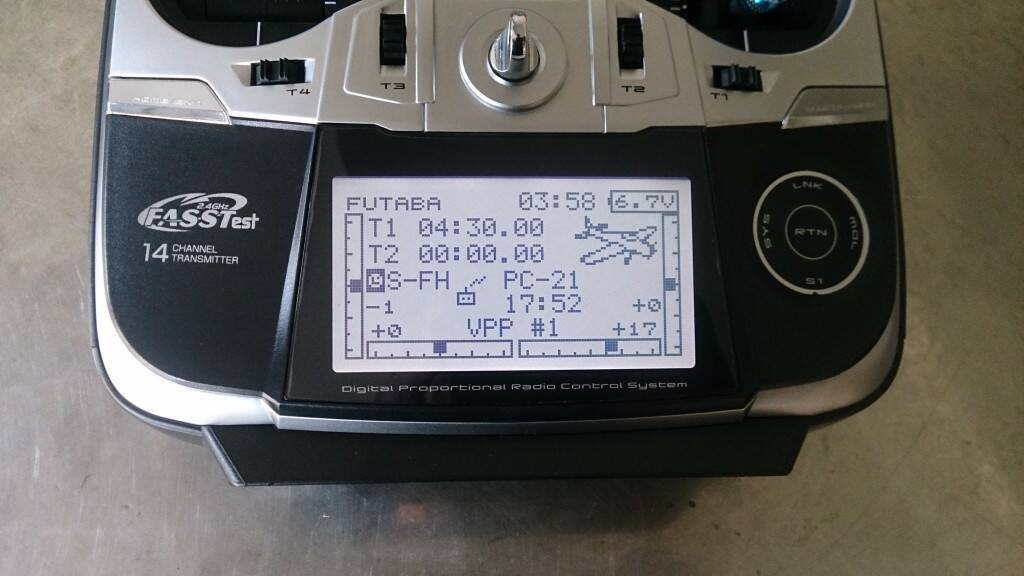 T4
T3
T2
T1
2.4GHz
FASSTest
14 CHANNEL TRANSMITTER
FUTABA 03:58 6.7V
T1 04:30.00
T2 00:00.00
GS-FH PC-21
-1 17:52 +0
+0 VPP #1 +17
LNK
SYS RTN MDL
S1
Digital Proportional Radio Control System